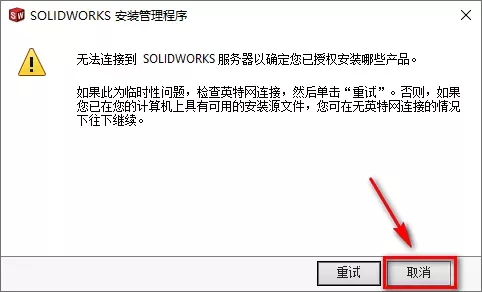 SW SOLIDWORKS 安装管理程序
无法连接到 SOLIDWORKS 服务器以确定您已授权安装哪些产品。
如果此为临时性问题，检查英特网连接，然后单击“重试”。否则，如果
您已在您的计算机上具有可用的安装源文件，您可在无英特网连接的情况
下往下继续。
重试 取消